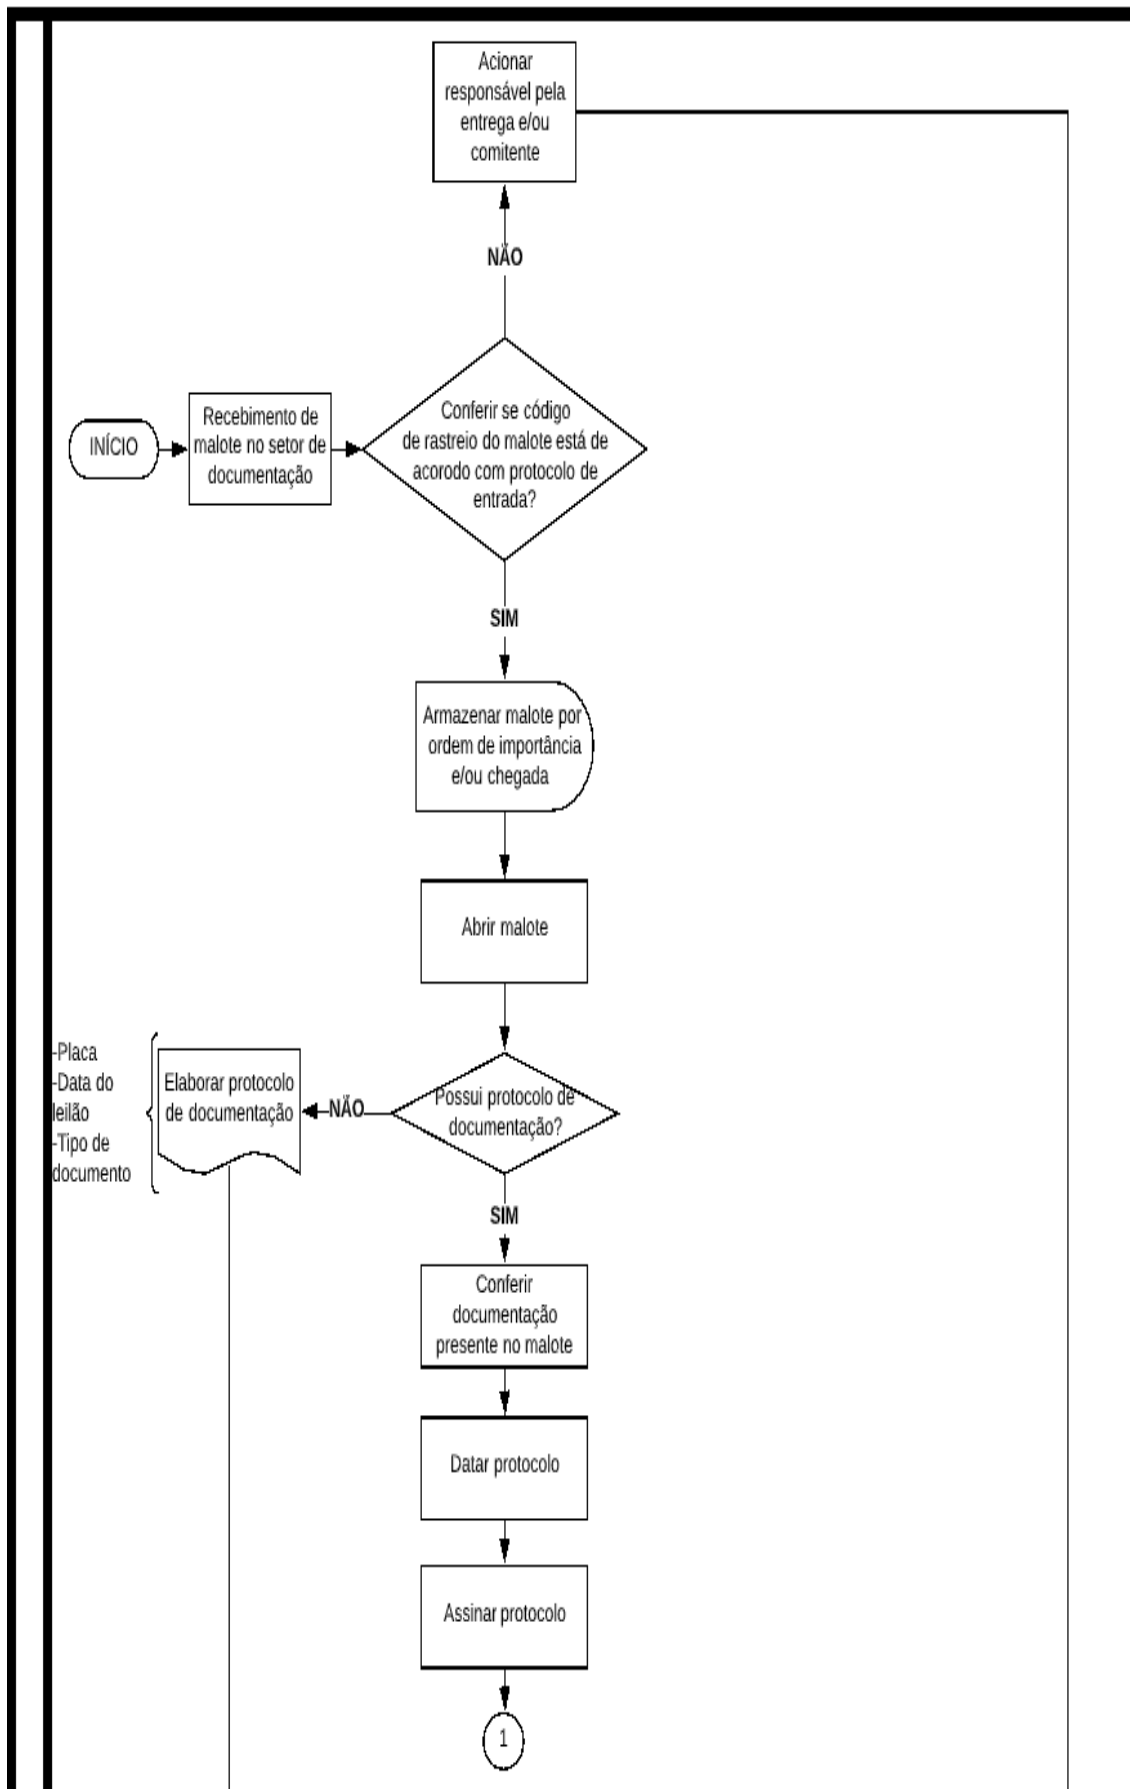 Acionar
responsável pela
entrega e/ou
comitente
NÃO
INÍCIO
Recebimento de
malote no setor de
documentação
Conferir se código
de rastreio do malote está de
acorodo com protocolo de
entrada?
SIM
Armazenar malote por
ordem de importância
e/ou chegada
Abrir malote
-Placa
-Data do
leilão
-Tipo de
documento
Elaborar protocolo
de documentação
NÃO
Possui protocolo de
documentação?
SIM
Conferir
documentação
presente no malote
Datar protocolo
Assinar protocolo
1